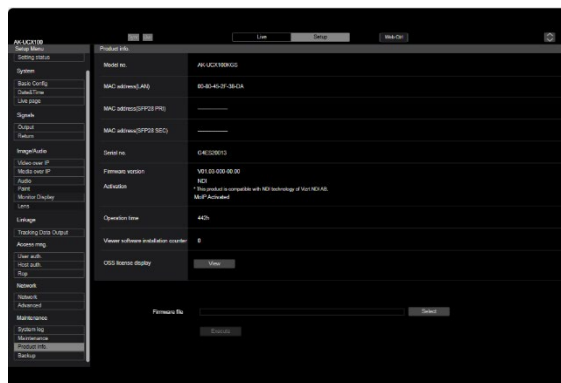 AK-UCX100
Live
Setup
Web Ctrl
Setup Menu
Product info.
Setting status
System
Basic Config
Date&Time
Live page
Signals
Output
Return
Image/Audio
Video over IP
Media over IP
Audio
Paint
Monitor Display
Lens
Linkage
Tracking Data Output
Access mng.
User auth.
Host auth.
Rop
Network
Network
Advanced
Maintenance
System log
Maintenance
Product info.
Backup
Model no. AK-UCX100KGS
MAC address(LAN) 80-80-45-2F-38-DA
MAC address(SFP28 PRI)
MAC address(SFP28 SEC)
Serial no. G4ES20013
Firmware version V01.03-000-00.00
Activation NDI
* This product is compatible with NDI technology of Vizrt NDI AB.
MoIP Activated
Operation time 442h
Viewer software installation counter 0
OSS license display View
Firmware file Select
Execute